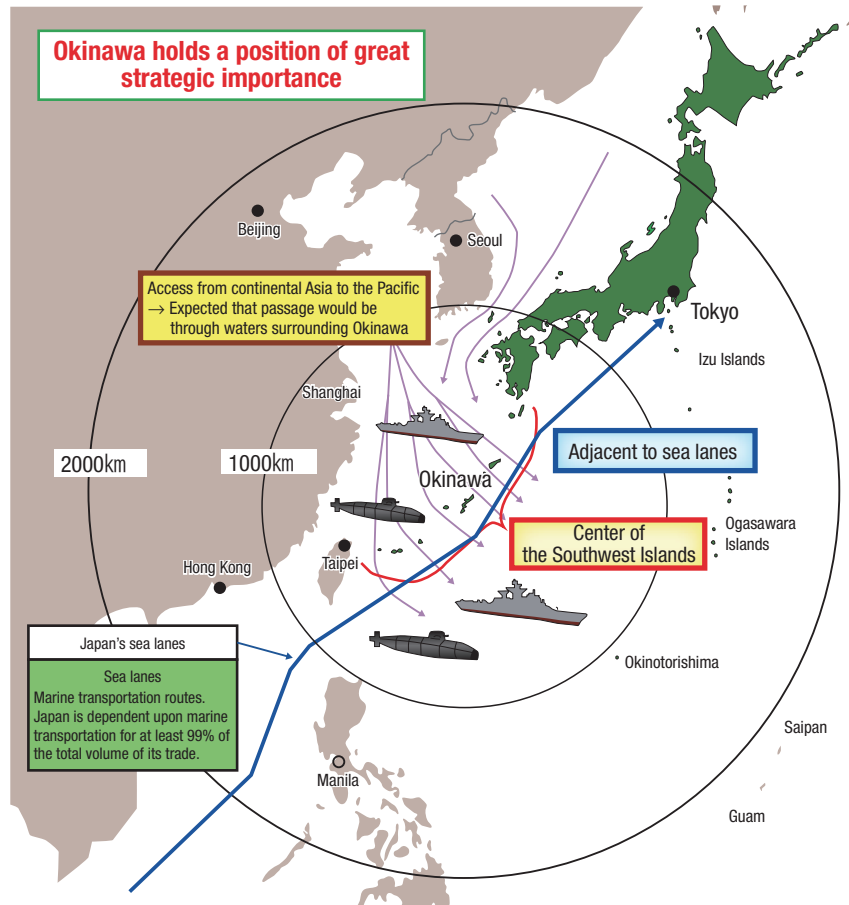 Okinawa holds a position of great
strategic importance
Beijing
Seoul
Access from continental Asia to the Pacific
→ Expected that passage would be
through waters surrounding Okinawa
Tokyo
Izu Islands
Shanghai
2000km
1000km
Okinawa
Adjacent to sea lanes
Center of
the Southwest Islands
Ogasawara
Islands
Hong Kong
Taipei
Japan's sea lanes
Sea lanes
Marine transportation routes.
Japan is dependent upon marine
transportation for at least 99% of
the total volume of its trade.
Okinotorishima
Saipan
Manila
Guam